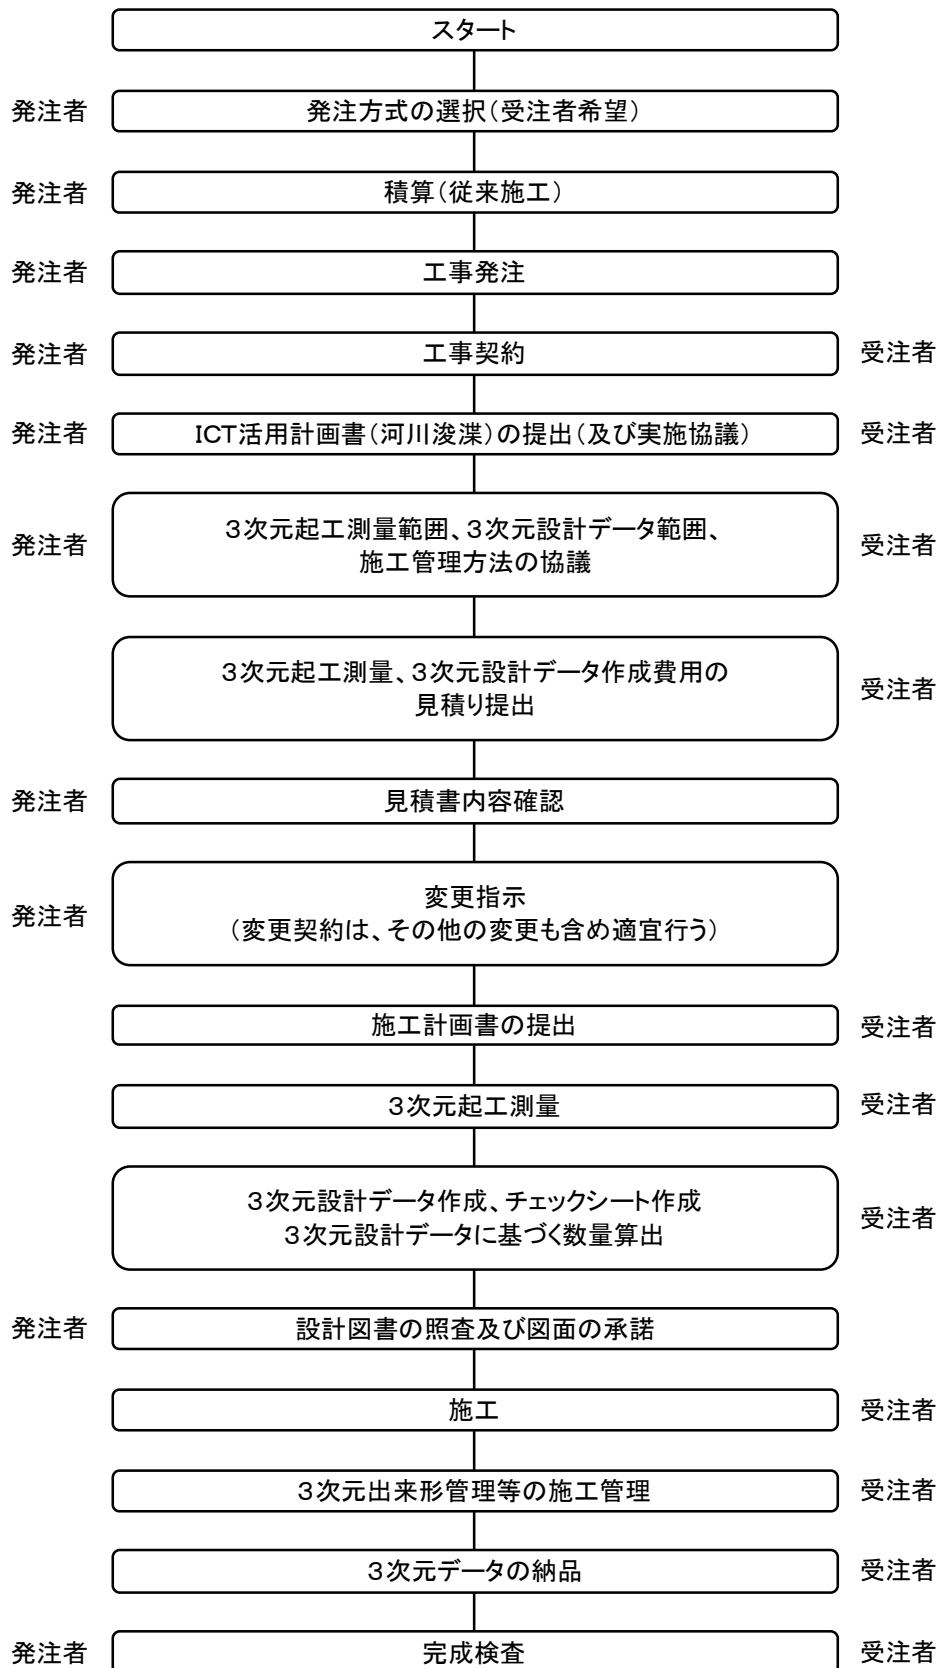 スタート
発注者 発注方式の選択（受注者希望）
発注者 積算（従来施工）
発注者 工事発注
発注者 工事契約 受注者
発注者 ICT活用計画書（河川浚渫）の提出（及び実施協議） 受注者
３次元起工測量範囲、３次元設計データ範囲、
発注者 施工管理方法の協議 受注者
３次元起工測量、３次元設計データ作成費用の
見積り提出 受注者
発注者 見積書内容確認
変更指示
発注者 （変更契約は、その他の変更も含め適宜行う）
施工計画書の提出 受注者
３次元起工測量 受注者
３次元設計データ作成、チェックシート作成
３次元設計データに基づく数量算出 受注者
発注者 設計図書の照査及び図面の承諾
施工 受注者
３次元出来形管理等の施工管理 受注者
３次元データの納品 受注者
発注者 完成検査 受注者